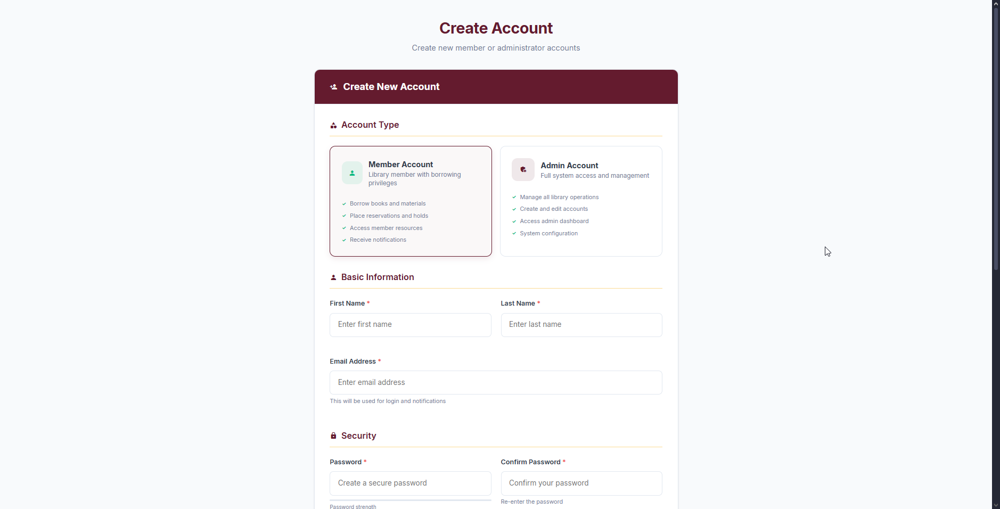 Create Account
Create new member or administrator accounts
Create New Account
Account Type
Member Account
Library member with borrowing
privileges
Borrow books and materials
Place reservations and holds
Access member resources
Receive notifications
Admin Account
Full system access and management
Manage all library operations
Create and edit accounts
Access admin dashboard
System configuration
Basic Information
First Name *
Enter first name
Last Name *
Enter last name
Email Address *
Enter email address
This will be used for login and notifications
Security
Password *
Create a secure password
Password strength
Confirm Password *
Confirm your password
Re-enter the password